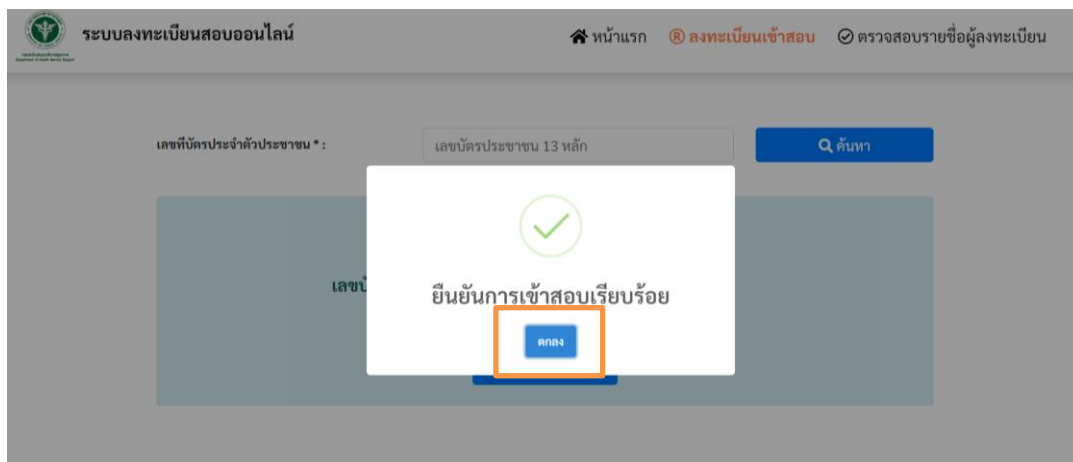 ระบบลงทะเบียนสอบออนไลน์
หน้าแรก ® ลงทะเบียนเข้าสอบ ตรวจสอบรายชื่อผู้ลงทะเบียน
เลขที่บัตรประจำตัวประชาชน * :
เลขบัตรประชาชน 13 หลัก
ค้นหา
ยืนยันการเข้าสอบเรียบร้อย
ตกลง